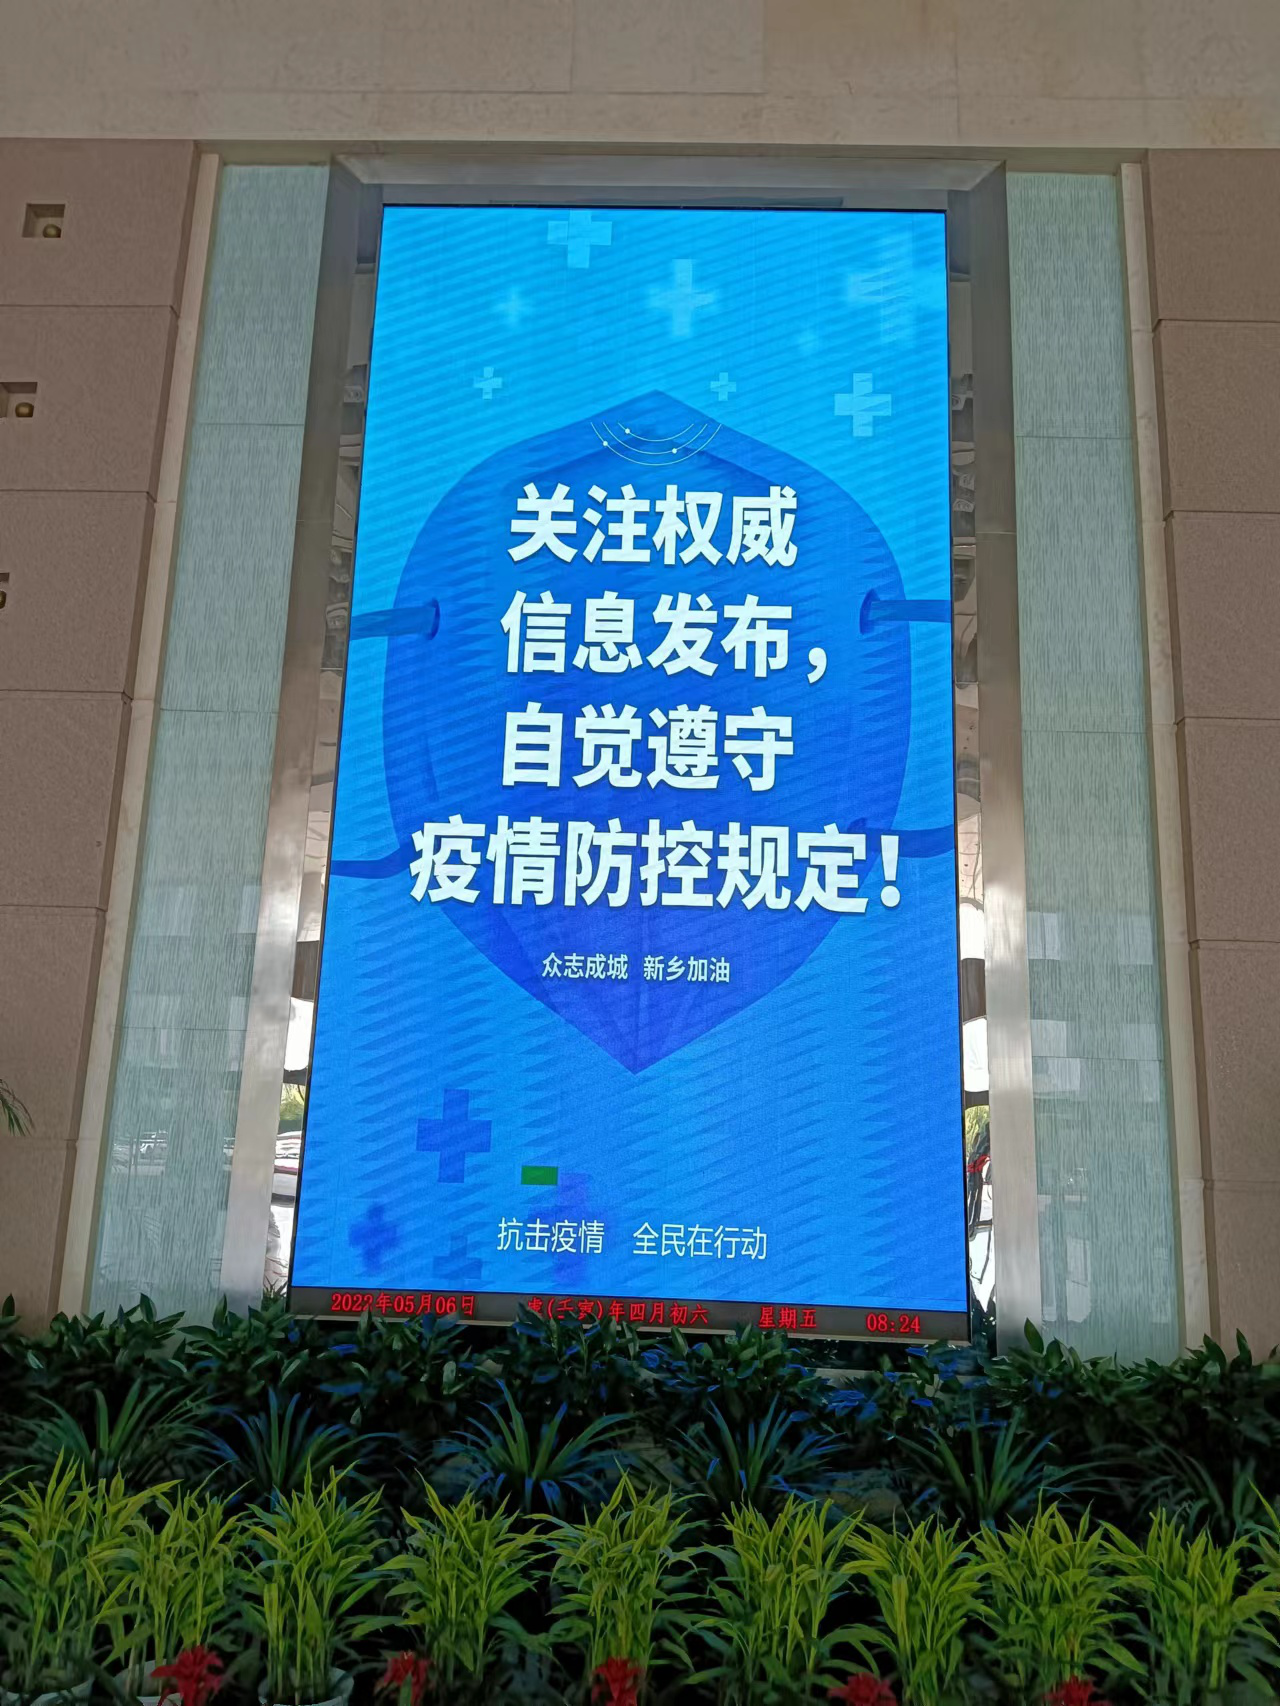 关注权威
信息发布，
自觉遵守
疫情防控规定！
众志成城 新乡加油
抗击疫情 全民在行动
2022年05月06日 虎(壬寅)年四月初六 星期五 08:24